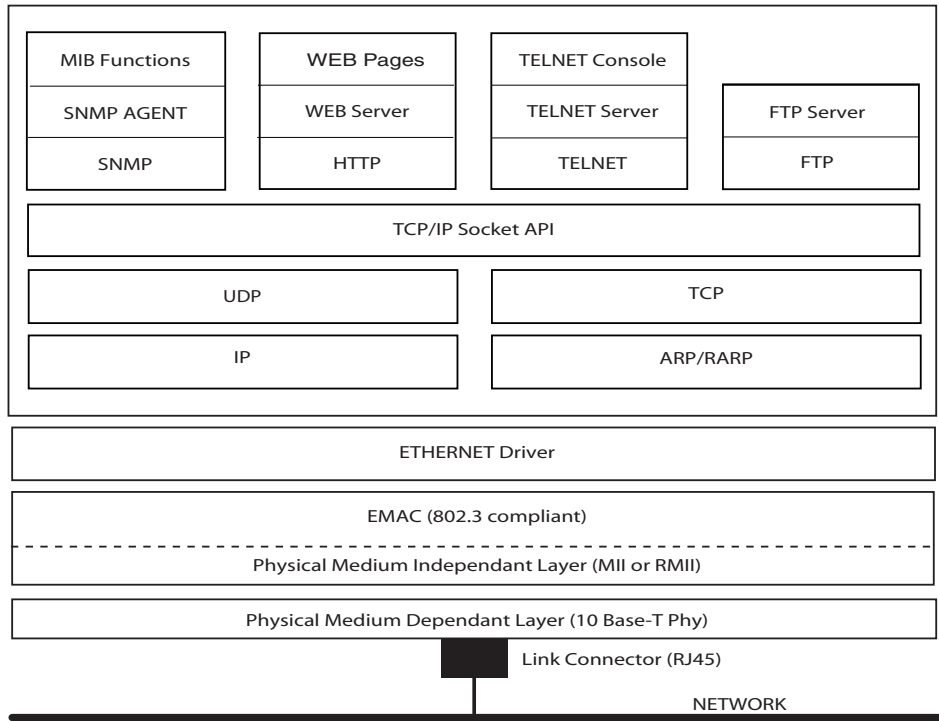 MIB Functions
SNMP AGENT
SNMP
WEB Pages
WEB Server
HTTP
TELNET Console
TELNET Server
TELNET
FTP Server
FTP
TCP/IP Socket API
UDP
TCP
IP
ARP/RARP
ETHERNET Driver
EMAC (802.3 compliant)
Physical Medium Independant Layer (MII or RMII)
Physical Medium Dependant Layer (10 Base-T Phy)
Link Connector (RJ45)
NETWORK